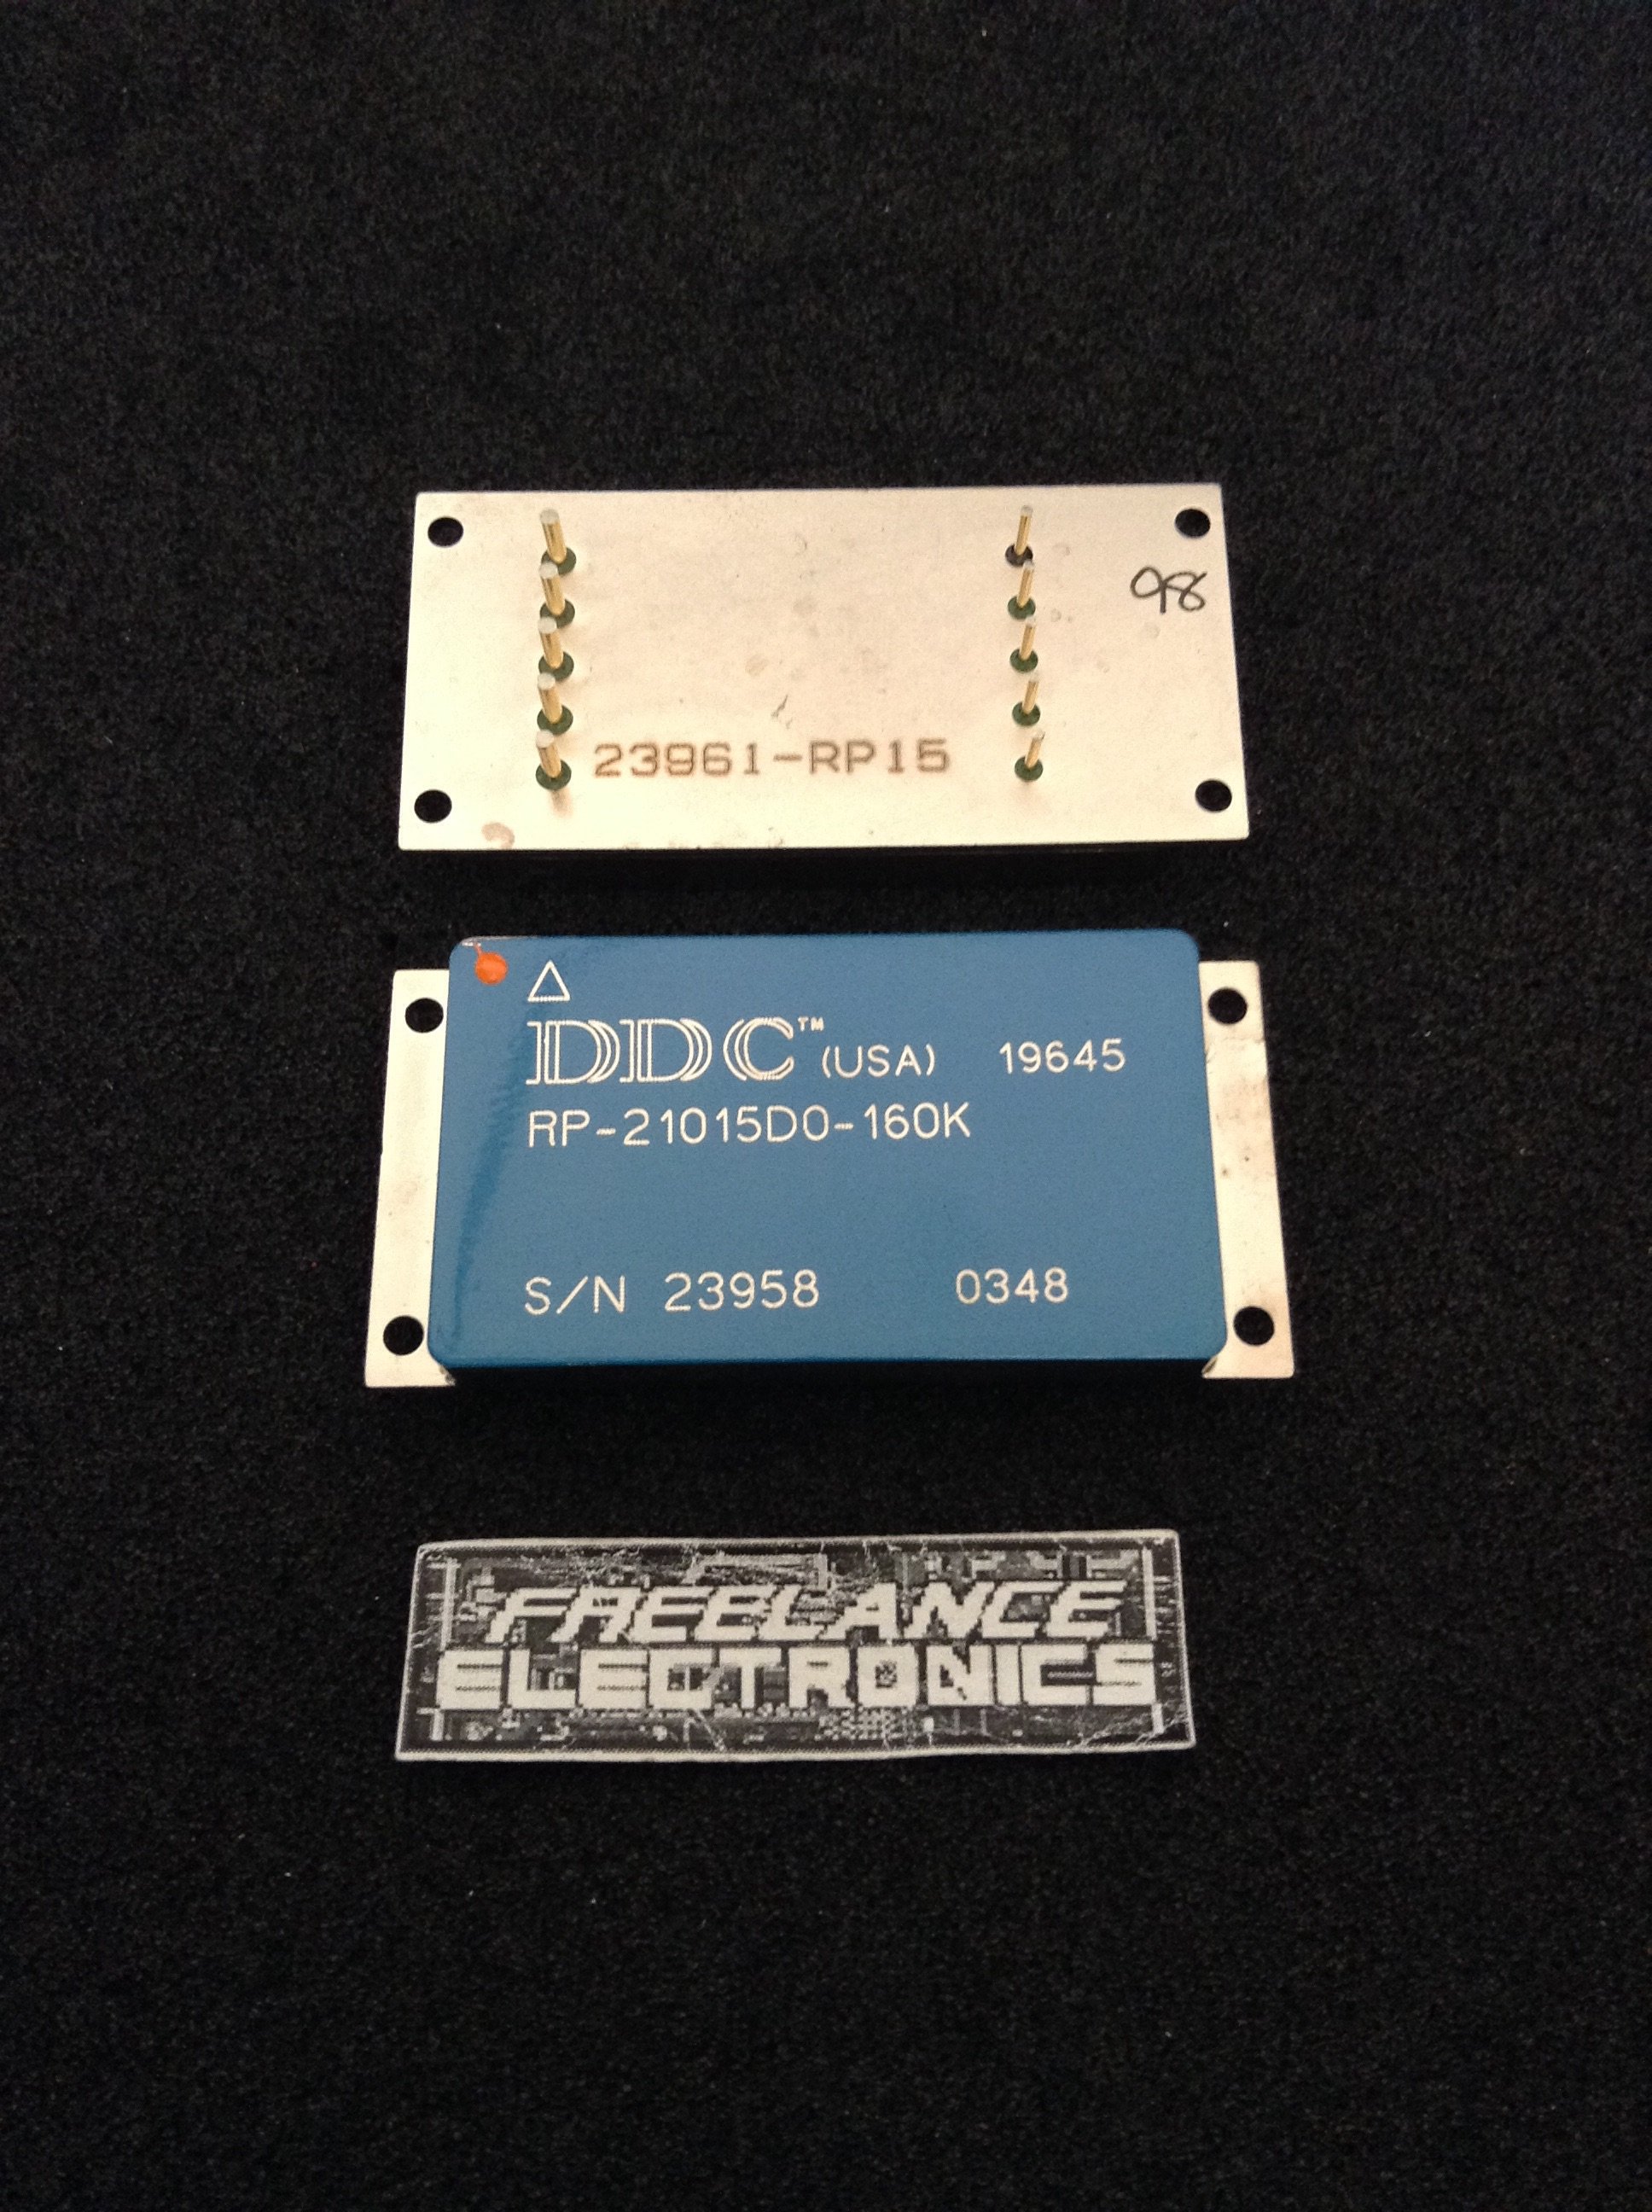 98
23961-RP15
DDC™ (USA) 19645
RP-21015D0-160K
S/N 23958 0348
FREELANCE
ELECTRONICS